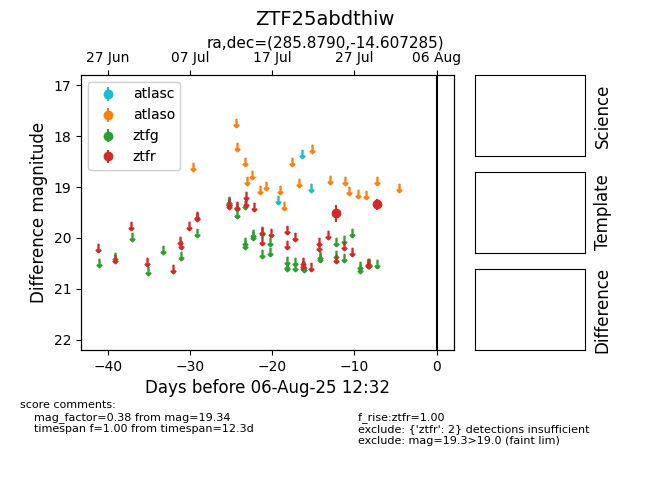 ZTF25abdthiw
ra,dec=(285.8790,-14.607285)
27 Jun 07 Jul 17 Jul 27 Jul 06 Aug
atlasc
atlaso
ztfg
ztfr
17
18
19
20
21
22
Difference magnitude
−40 −30 −20 −10 0
Days before 06-Aug-25 12:32
Science
Template
Difference
score comments:
mag_factor=0.38 from mag=19.34
timespan f=1.00 from timespan=12.3d
f_rise:ztfr=1.00
exclude: {'ztfr': 2} detections insufficient
exclude: mag=19.3>19.0 (faint lim)